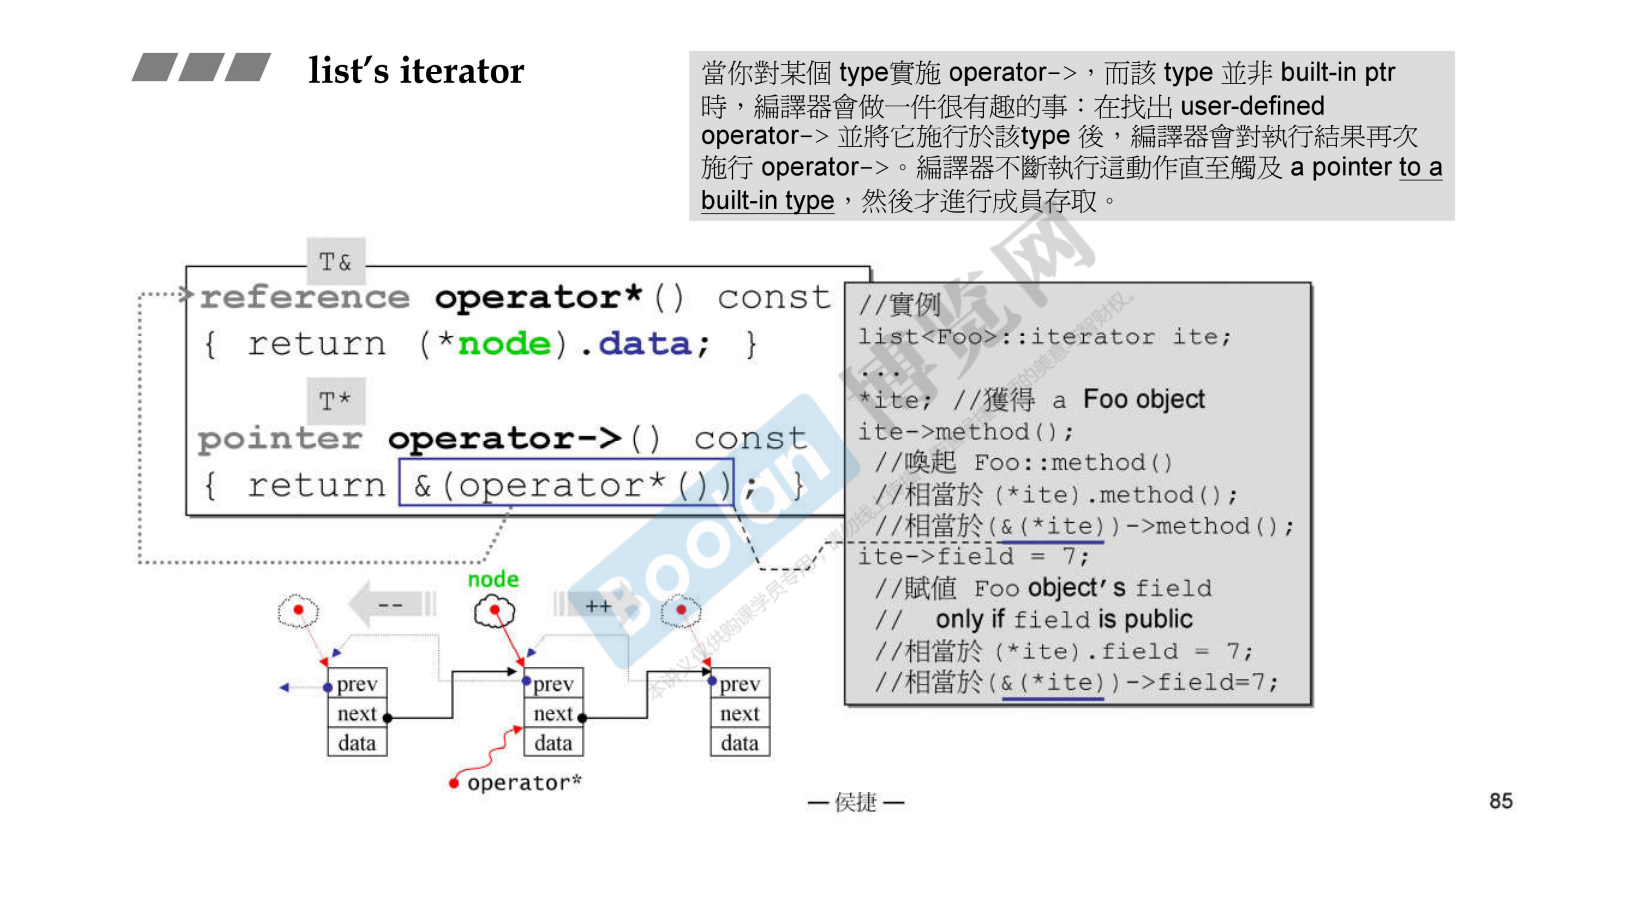 list's iterator
當你對某個 type實施 operator->，而該 type 並非 built-in ptr
時，編譯器會做一件很有趣的事：在找出 user-defined
operator-> 並將它施行於該type 後，編譯器會對執行結果再次
施行 operator->。編譯器不斷執行這動作直至觸及 a pointer to a
built-in type，然後才進行成員存取。
T&
reference operator*() const
{ return (*node).data; }
T*
pointer operator->() const
{ return &(operator*()); }
//實例
list<Foo>::iterator ite;
...
*ite; //獲得 a Foo object
ite->method();
//喚起 Foo::method()
//相當於(*ite).method();
//相當於(&(*ite))->method();
ite->field = 7;
//賦值 Foo object's field
// only if field is public
//相當於(*ite).field = 7;
//相當於(&(*ite))->field=7;
node
-- ++
prev prev prev
next next next
data data data
operator*
Boolan 博览网
— 侯捷 —
85